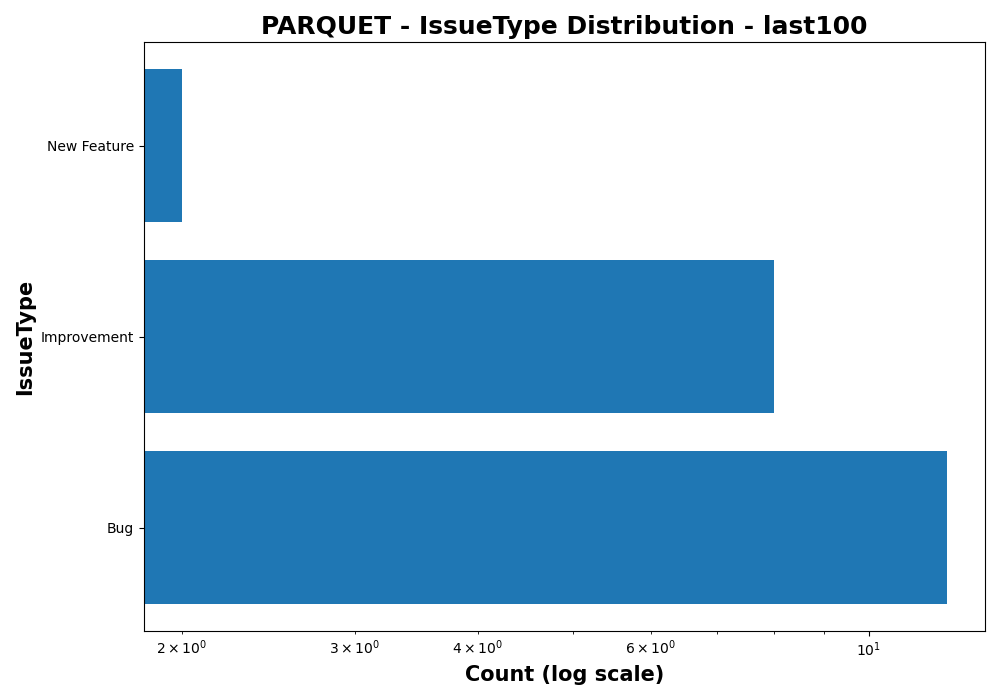 PARQUET - IssueType Distribution - last100
IssueType
New Feature
Improvement
Bug
2 × 10⁰
3 × 10⁰
4 × 10⁰
6 × 10⁰
10¹
Count (log scale)